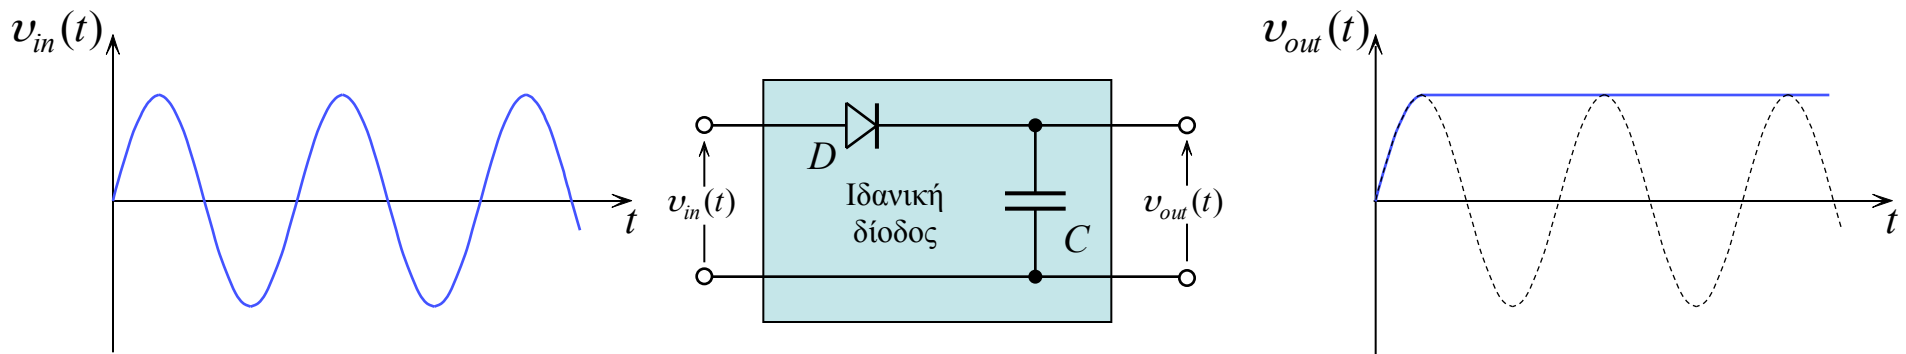 υin(t)
t
D
Ιδανική
δίοδος
C
υin(t)
υout(t)
υout(t)
t